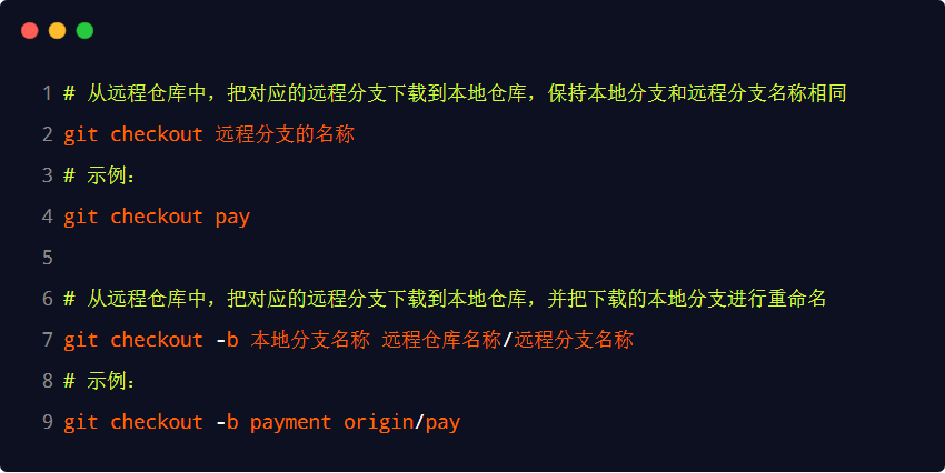 1 # 从远程仓库中，把对应的远程分支下载到本地仓库，保持本地分支和远程分支名称相同
2 git checkout 远程分支的名称
3 # 示例：
4 git checkout pay
5
6 # 从远程仓库中，把对应的远程分支下载到本地仓库，并把下载的本地分支进行重命名
7 git checkout -b 本地分支名称 远程仓库名称/远程分支名称
8 # 示例：
9 git checkout -b payment origin/pay